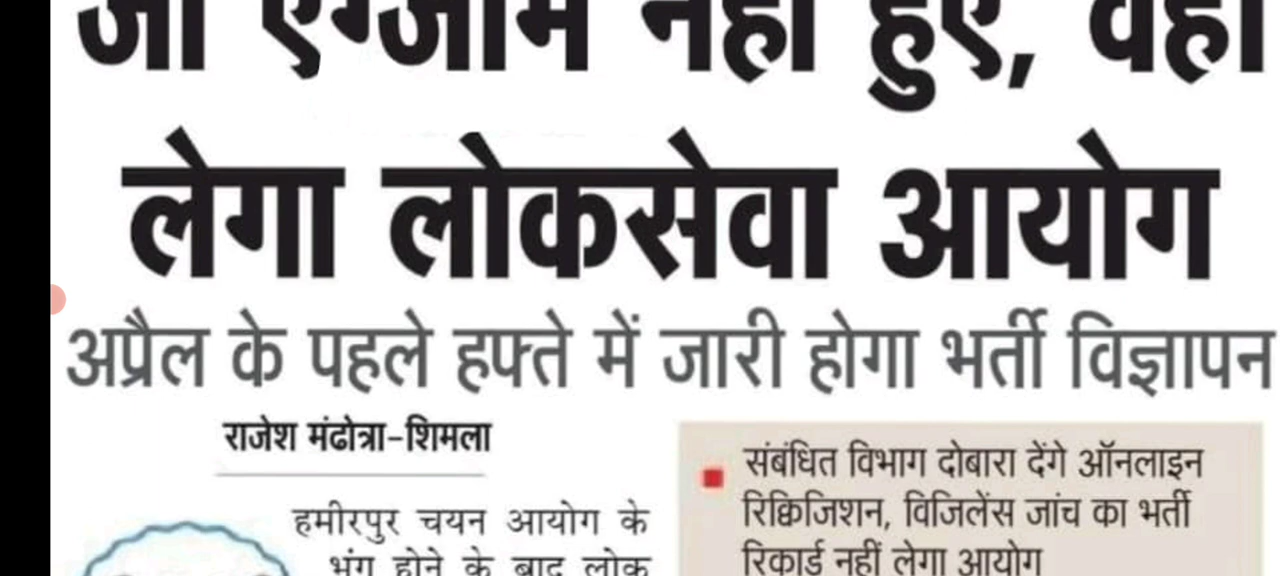 जो एग्जाम नहीं हुए, वही
लेगा लोकसेवा आयोग
अप्रैल के पहले हफ्ते में जारी होगा भर्ती विज्ञापन
राजेश मंढोत्रा-शिमला
हमीरपुर चयन आयोग के
भंग होने के बाद लोक
संबंधित विभाग दोबारा देंगे ऑनलाइन
रिक्विजिशन, विजिलेंस जांच का भर्ती
रिकार्ड नहीं लेगा आयोग